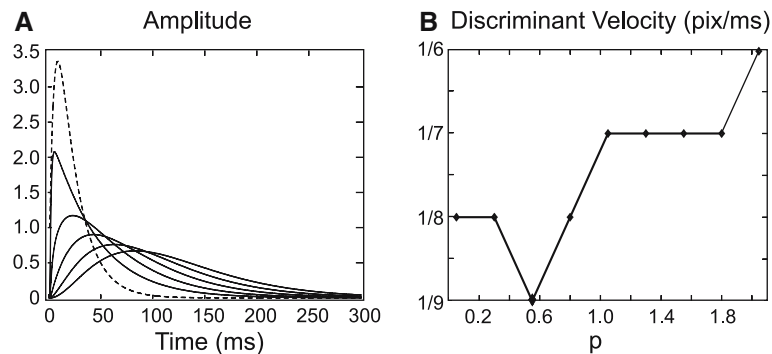 A
Amplitude
3.5
3.0
2.5
2.0
1.5
1.0
0.5
0
0 50 100 150 200 250 300
Time (ms)
B
Discriminant Velocity (pix/ms)
1/6
1/7
1/8
1/9
0.2 0.6 1.0 1.4 1.8
p